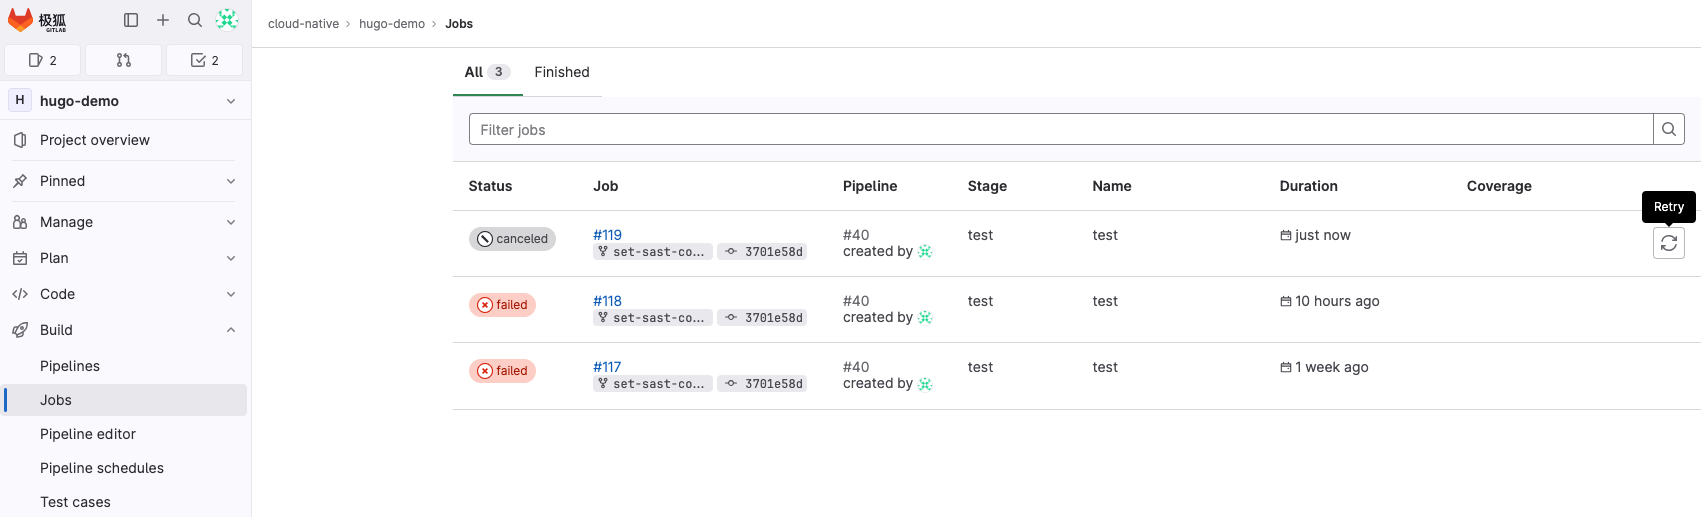 极狐
GITLAB
2
2
H hugo-demo
Project overview
Pinned
Manage
Plan
Code
Build
Pipelines
Jobs
Pipeline editor
Pipeline schedules
Test cases
cloud-native › hugo-demo › Jobs
All 3 Finished
Filter jobs
Status Job Pipeline Stage Name Duration Coverage
Retry
canceled #119 #40 test test just now
set-sast-co... 3701e58d created by
failed #118 #40 test test 10 hours ago
set-sast-co... 3701e58d created by
failed #117 #40 test test 1 week ago
set-sast-co... 3701e58d created by